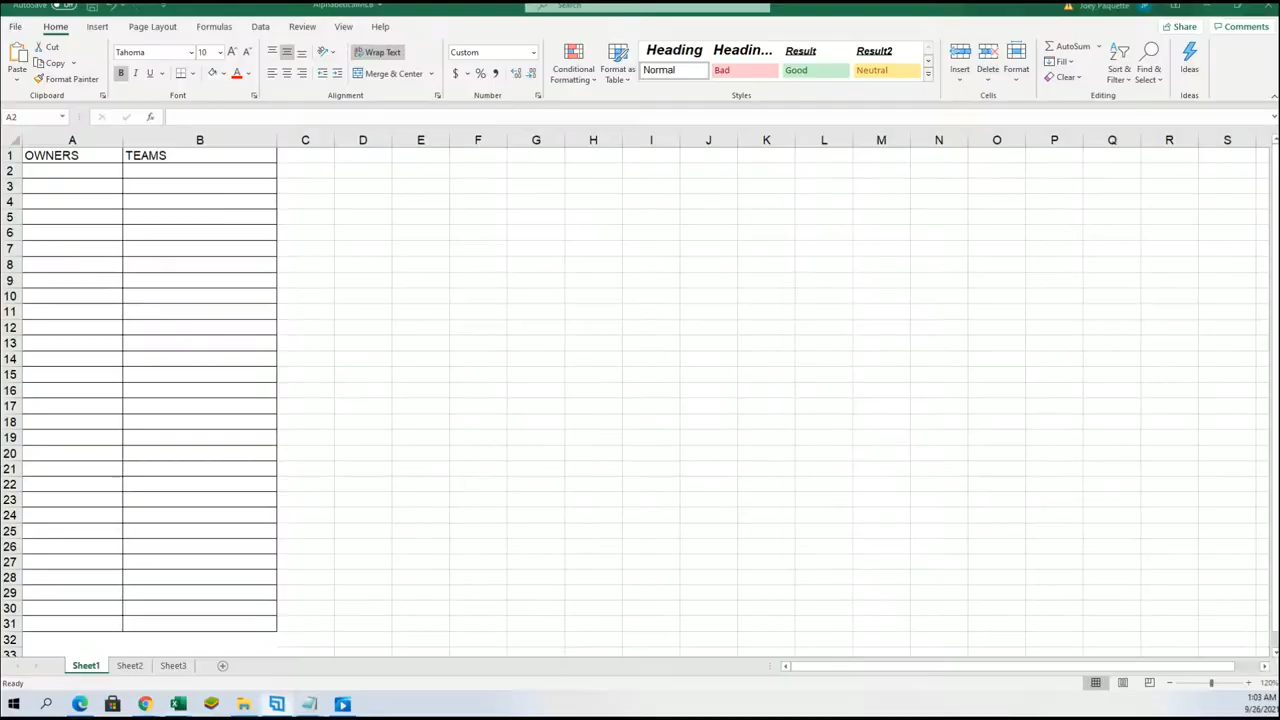 AutoSave Off AlphabeticalMLB Search Joey Paquette JP
File Home Insert Page Layout Formulas Data Review View Help Share Comments
Paste Cut Copy Format Painter Clipboard
Tahoma 10 A A B I U A Font
Wrap Text Merge & Center Alignment
Custom $ % Number
Conditional Formatting Format as Table
Heading Headin... Result Result2
Normal Bad Good Neutral Styles
Insert Delete Format Cells
AutoSum Fill Clear Sort & Filter Find & Select Editing
Ideas Ideas
A2 fx
A B C D E F G H I J K L M N O P Q R S
1 OWNERS TEAMS
2
3
4
5
6
7
8
9
10
11
12
13
14
15
16
17
18
19
20
21
22
23
24
25
26
27
28
29
30
31
32
33
Sheet1 Sheet2 Sheet3
Ready 120%
1:03 AM
9/26/2021